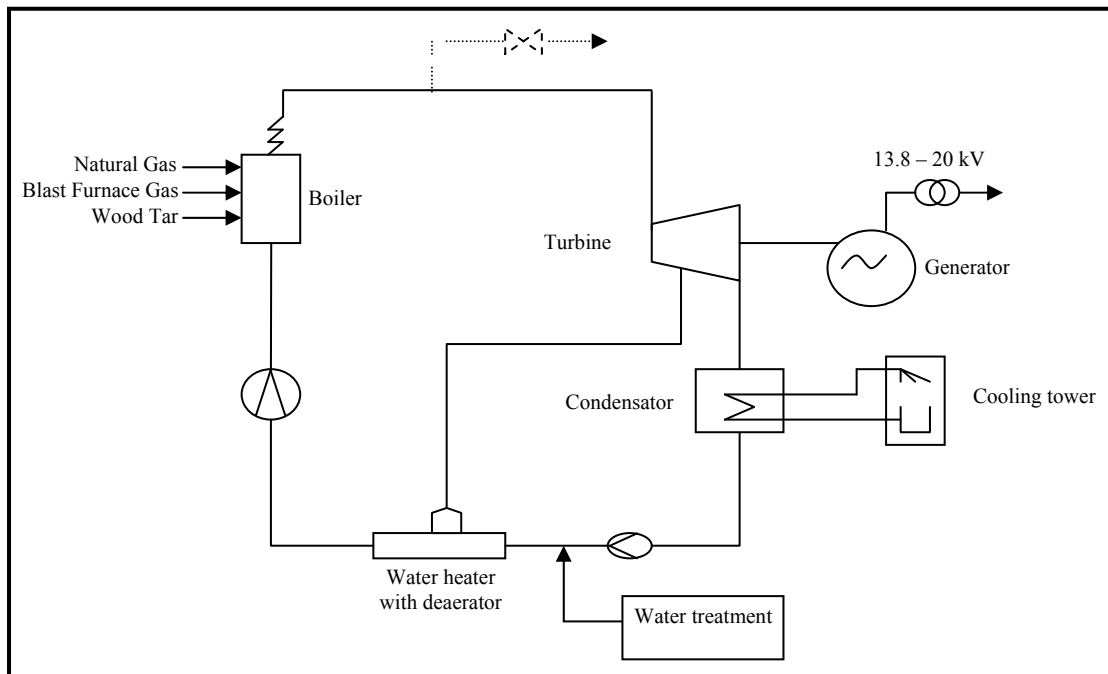 13.8 – 20 kV
Natural Gas
Blast Furnace Gas
Wood Tar
Boiler
Turbine
Generator
Condensator
Cooling tower
Water heater
with deaerator
Water treatment